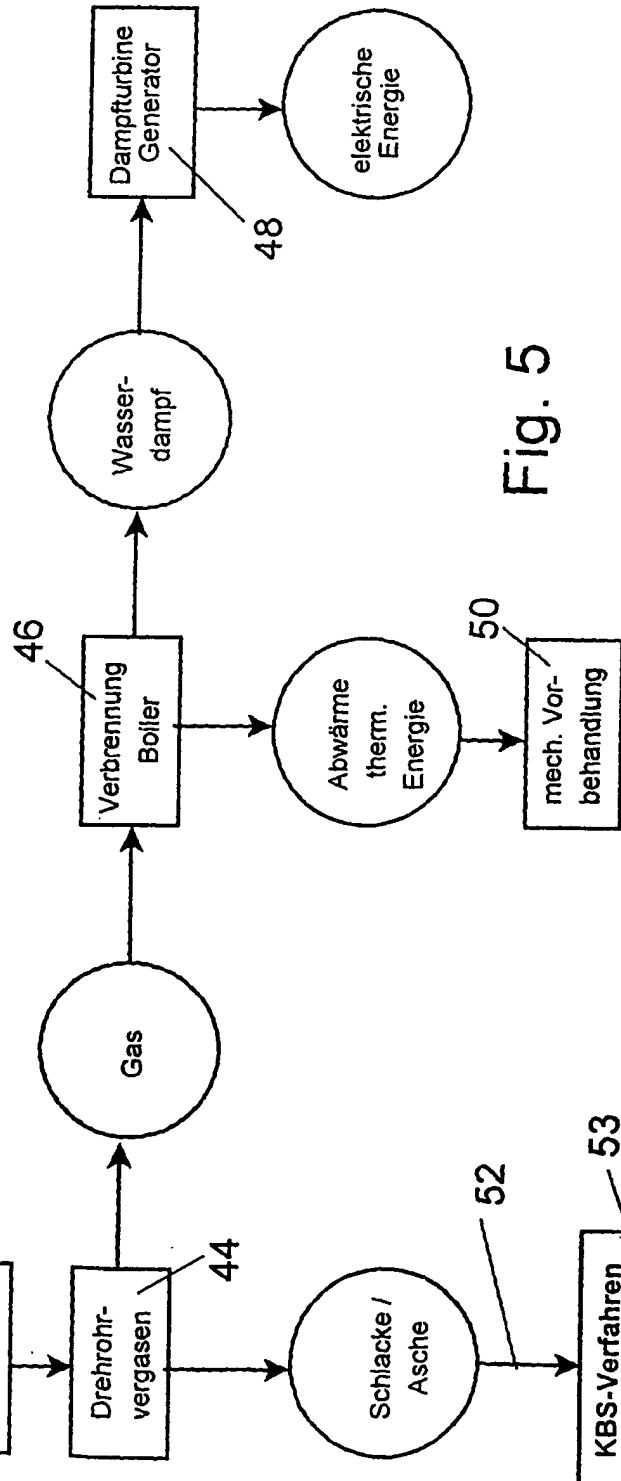 Drehrohr-
vergasen
44
Gas
46
Verbrennung
Boiler
Wasser-
dampf
Dampfturbine
Generator
48
Schlacke /
Asche
Abwärme
therm.
Energie
elektrische
Energie
52
50
mech. Vor-
behandlung
KBS-Verfahren
53
Fig. 5